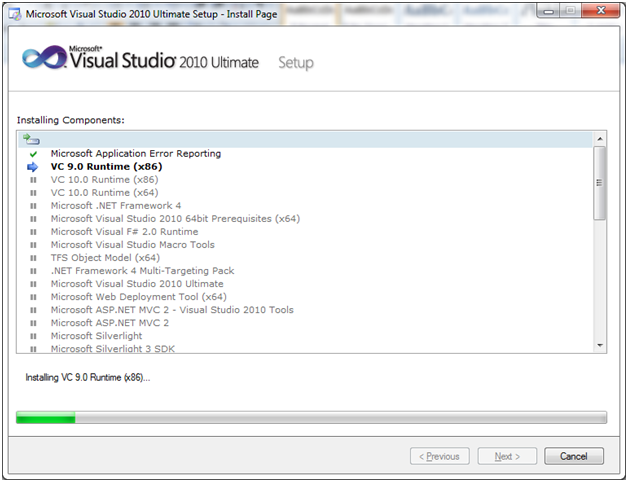 Microsoft Visual Studio 2010 Ultimate Setup - Install Page
Microsoft®
Visual Studio® 2010 Ultimate Setup
Installing Components:
Microsoft Application Error Reporting
VC 9.0 Runtime (x86)
VC 10.0 Runtime (x86)
VC 10.0 Runtime (x64)
Microsoft .NET Framework 4
Microsoft Visual Studio 2010 64bit Prerequisites (x64)
Microsoft Visual F# 2.0 Runtime
Microsoft Visual Studio Macro Tools
TFS Object Model (x64)
.NET Framework 4 Multi-Targeting Pack
Microsoft Visual Studio 2010 Ultimate
Microsoft Web Deployment Tool (x64)
Microsoft ASP.NET MVC 2 - Visual Studio 2010 Tools
Microsoft ASP.NET MVC 2
Microsoft Silverlight
Microsoft Silverlight 3 SDK
Installing VC 9.0 Runtime (x86)...
< Previous Next > Cancel